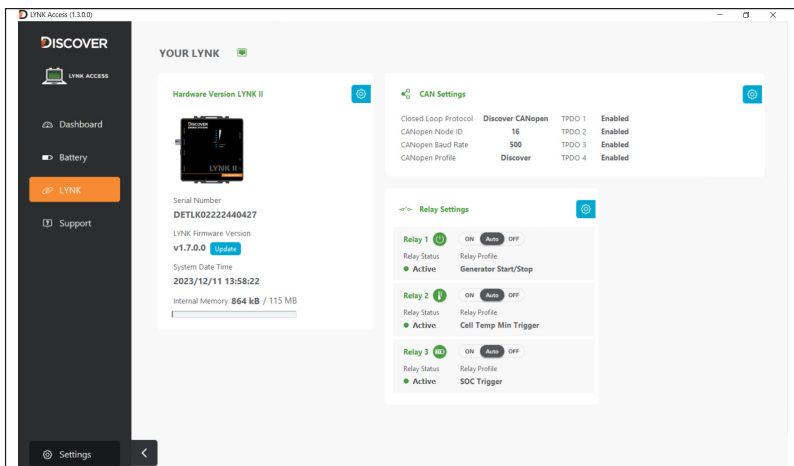 LYNK Access (1.3.0.0)
DISCOVER
LYNK ACCESS
Dashboard
Battery
LYNK
Support
Settings
YOUR LYNK
Hardware Version LYNK II
DISCOVER
ENERGY SYSTEMS
LYNK II
Serial Number
DETLK02222440427
LYNK Firmware Version
v1.7.0.0 Update
System Date Time
2023/12/11 13:58:22
Internal Memory 864 kB / 115 MB
CAN Settings
Closed Loop Protocol Discover CANopen TPDO 1 Enabled
CANopen Node ID 16 TPDO 2 Enabled
CANopen Baud Rate 500 TPDO 3 Enabled
CANopen Profile Discover TPDO 4 Enabled
Relay Settings
Relay 1 ON Auto OFF
Relay Status Relay Profile
Active Generator Start/Stop
Relay 2 ON Auto OFF
Relay Status Relay Profile
Active Cell Temp Min Trigger
Relay 3 ON Auto OFF
Relay Status Relay Profile
Active SOC Trigger